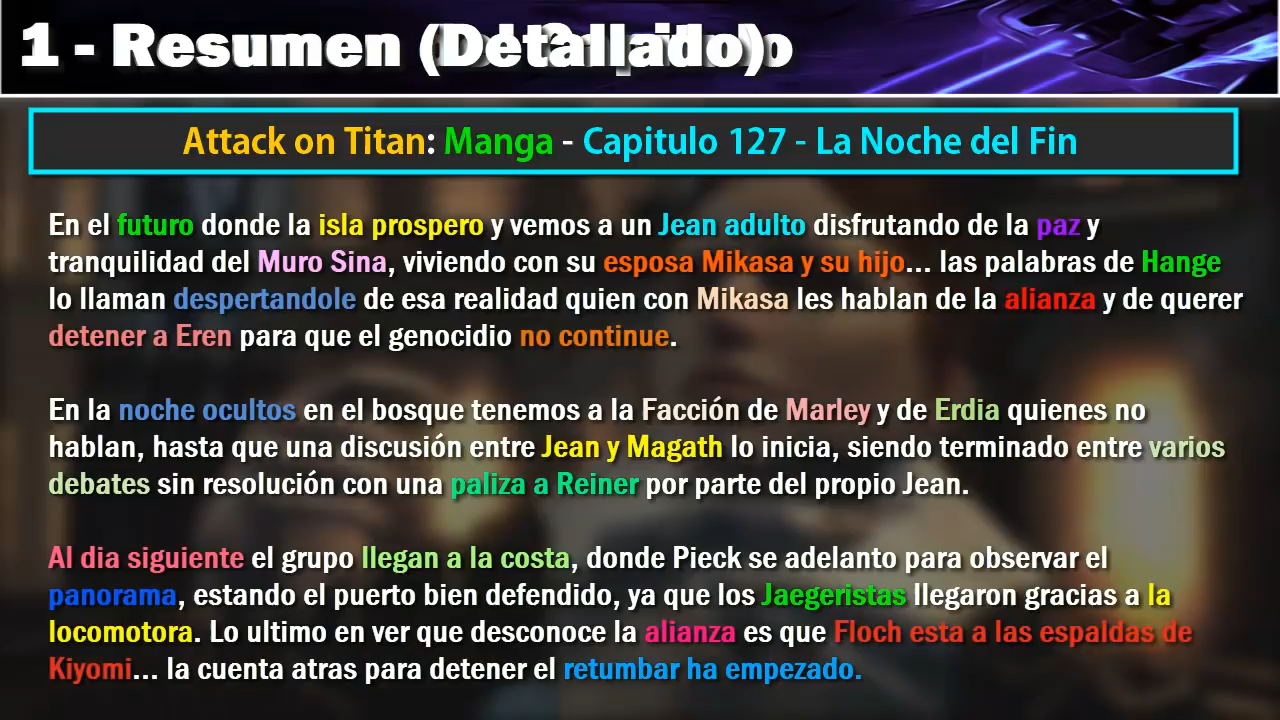 1 - Resumen (Detallado)
Attack on Titan: Manga - Capitulo 127 - La Noche del Fin
En el futuro donde la isla prospero y vemos a un Jean adulto disfrutando de la paz y
tranquilidad del Muro Sina, viviendo con su esposa Mikasa y su hijo... las palabras de Hange
lo llaman despertandole de esa realidad quien con Mikasa les hablan de la alianza y de querer
detener a Eren para que el genocidio no continue.
En la noche ocultos en el bosque tenemos a la Facción de Marley y de Erdia quienes no
hablan, hasta que una discusión entre Jean y Magath lo inicia, siendo terminado entre varios
debates sin resolución con una paliza a Reiner por parte del propio Jean.
Al dia siguiente el grupo llegan a la costa, donde Pieck se adelanto para observar el
panorama, estando el puerto bien defendido, ya que los Jaegeristas llegaron gracias a la
locomotora. Lo ultimo en ver que desconoce la alianza es que Floch esta a las espaldas de
Kiyomi... la cuenta atras para detener el retumbar ha empezado.